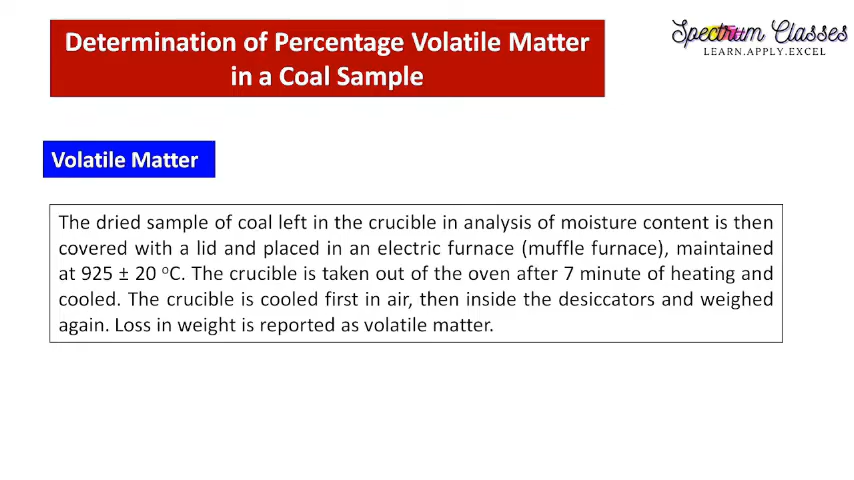 Determination of Percentage Volatile Matter
in a Coal Sample
Spectrum Classes
LEARN.APPLY.EXCEL
Volatile Matter
The dried sample of coal left in the crucible in analysis of moisture content is then
covered with a lid and placed in an electric furnace (muffle furnace), maintained
at 925 ± 20 ᵒC. The crucible is taken out of the oven after 7 minute of heating and
cooled. The crucible is cooled first in air, then inside the desiccators and weighed
again. Loss in weight is reported as volatile matter.